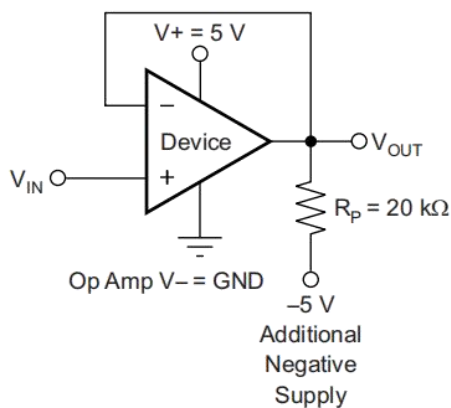 V+ = 5 V
−
Device
V_OUT
V_IN
+
R_P = 20 kΩ
Op Amp V− = GND
−5 V
Additional
Negative
Supply